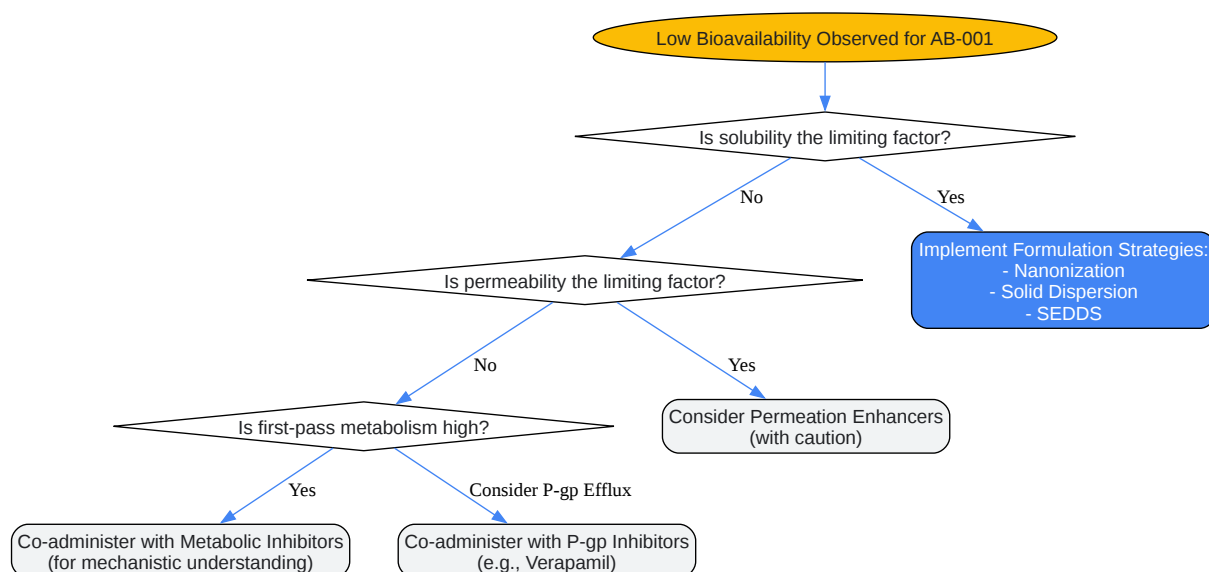 Low Bioavailability Observed for AB-001
Is solubility the limiting factor?
No
Yes
Implement Formulation Strategies:
- Nanonization
- Solid Dispersion
- SEDDS
Is permeability the limiting factor?
No
Yes
Consider Permeation Enhancers
(with caution)
Is first-pass metabolism high?
Yes
Consider P-gp Efflux
Co-administer with Metabolic Inhibitors
(for mechanistic understanding)
Co-administer with P-gp Inhibitors
(e.g., Verapamil)